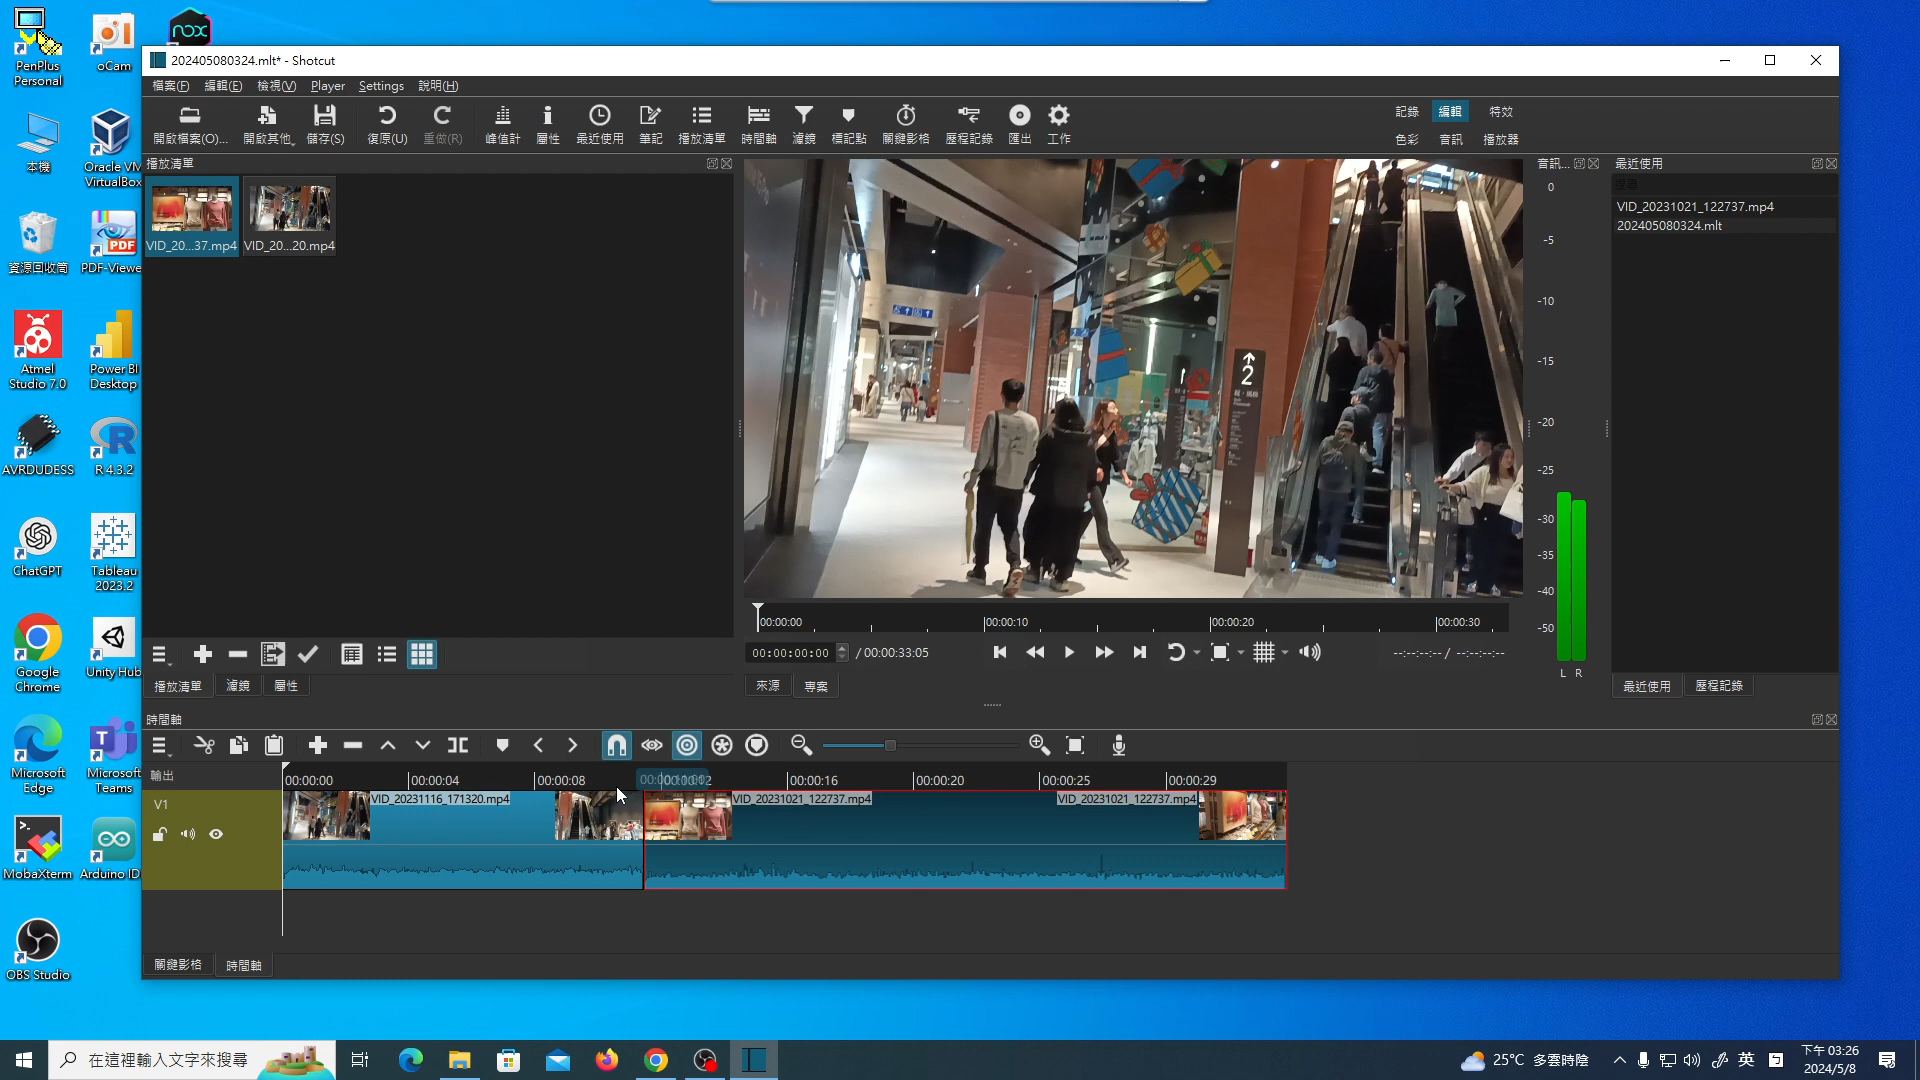 PenPlus
Personal
oCam
nox
本機
Oracle VM
VirtualBox
資源回收筒
PDF-Viewe
Atmel
Studio 7.0
Power BI
Desktop
AVRDUDESS
R 4.3.2
ChatGPT
Tableau
2023.2
Google
Chrome
Unity Hub
Microsoft
Edge
Microsoft
Teams
MobaXterm
Arduino ID
OBS Studio
202405080324.mlt* - Shotcut
檔案(F) 編輯(E) 檢視(V) Player Settings 說明(H)
開啟檔案(O)... 開啟其他 儲存(S) 復原(U) 重做(R) 峰值計 屬性 最近使用 筆記 播放清單 時間軸 濾鏡 標記點 關鍵影格 歷程記錄 匯出 工作
記錄 編輯 特效
色彩 音訊 播放器
播放清單
VID_20...37.mp4 VID_20...20.mp4
播放清單 濾鏡 屬性
2
00:00:00 00:00:10 00:00:20 00:00:30
00:00:00:00 / 00:00:33:05
--:--:--:-- / --:--:--:--
來源 專案
音訊...
0
-5
-10
-15
-20
-25
-30
-35
-40
-50
L R
最近使用
搜尋
VID_20231021_122737.mp4
202405080324.mlt
最近使用 歷程記錄
時間軸
輸出
00:00:00 00:00:04 00:00:08 00:00:16 00:00:20 00:00:25 00:00:29
V1
VID_20231116_171320.mp4 VID_20231021_122737.mp4 VID_20231021_122737.mp4
關鍵影格 時間軸
在這裡輸入文字來搜尋
25°C 多雲時陰
英
下午 03:26
2024/5/8